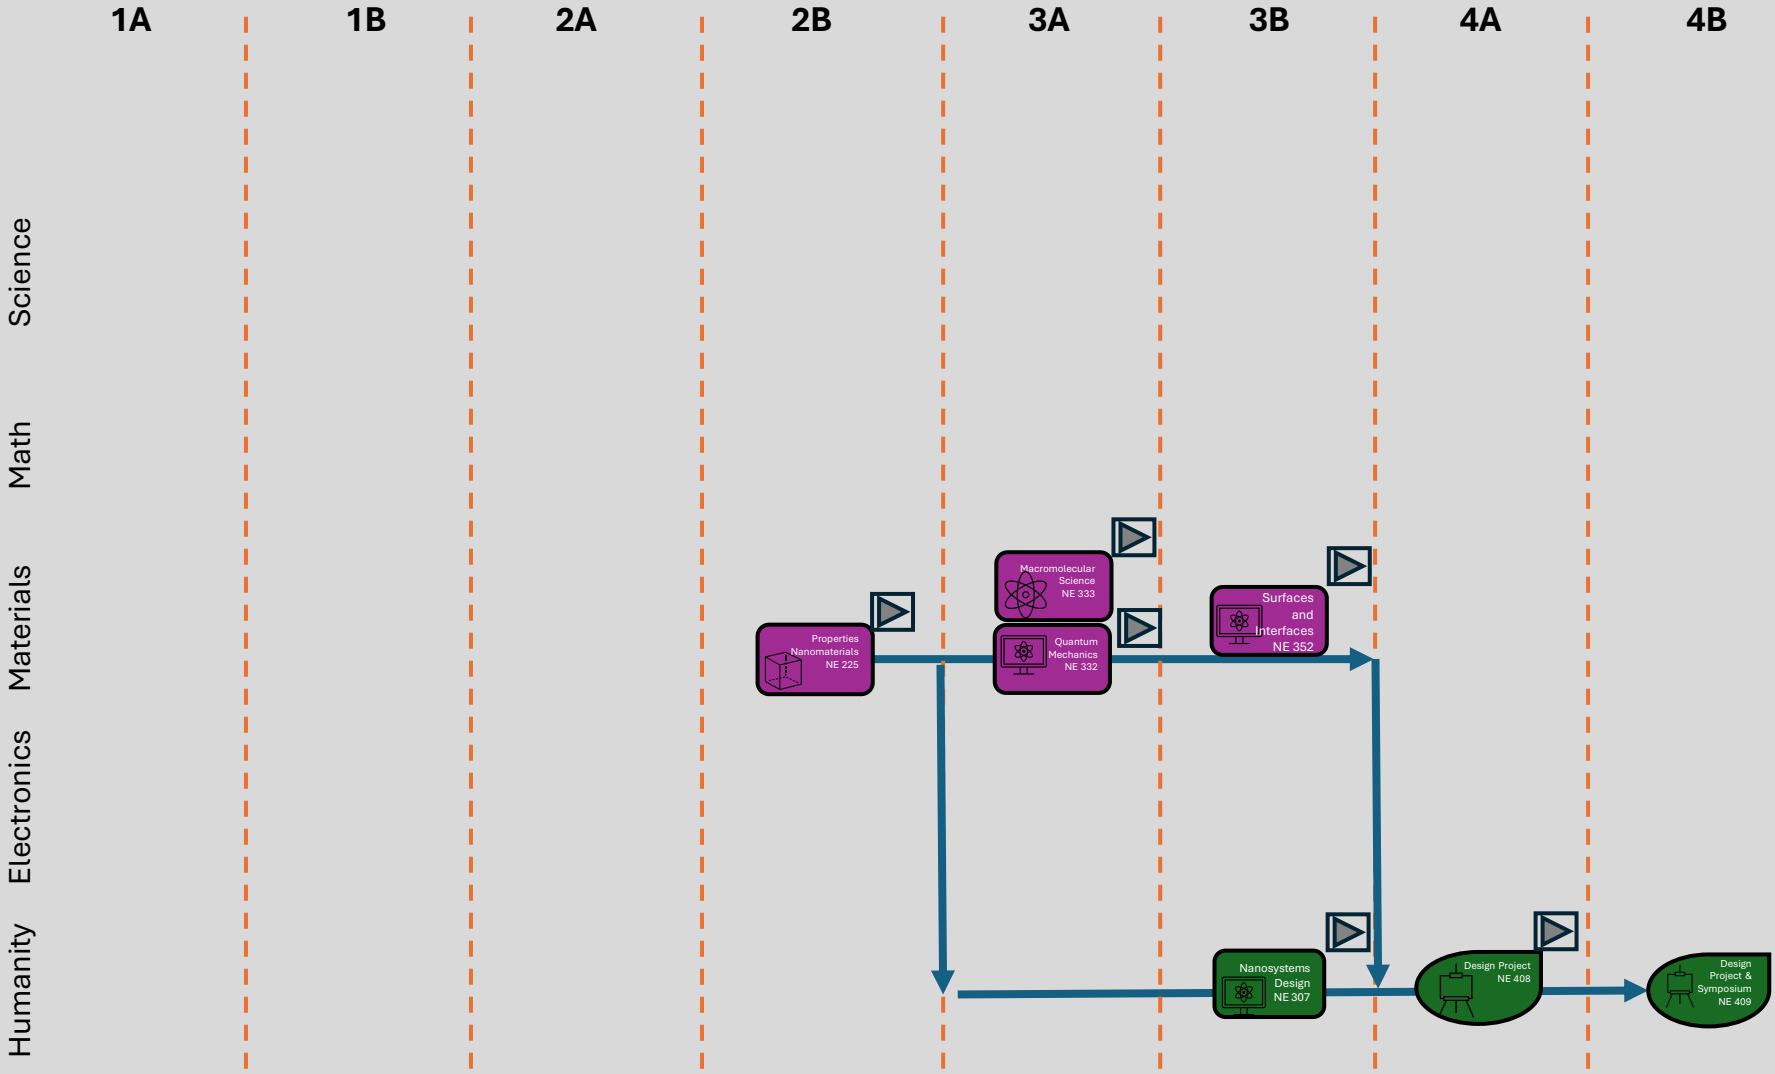 1A
1B
2A
2B
3A
3B
4A
4B
Science
Math
Materials
Electronics
Humanity
Macromolecular
Science
NE 333
Surfaces
and
Interfaces
NE 352
Properties
Nanomaterials
NE 225
Quantum
Mechanics
NE 332
Nanosystems
Design
NE 307
Design Project
NE 408
Design
Project &
Symposium
NE 409